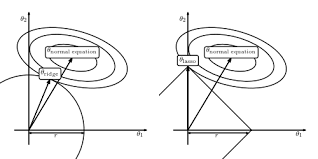 θ₂
θnormal equation
θridge
r
θ₁
θ₂
θnormal equation
θlasso
r
θ₁